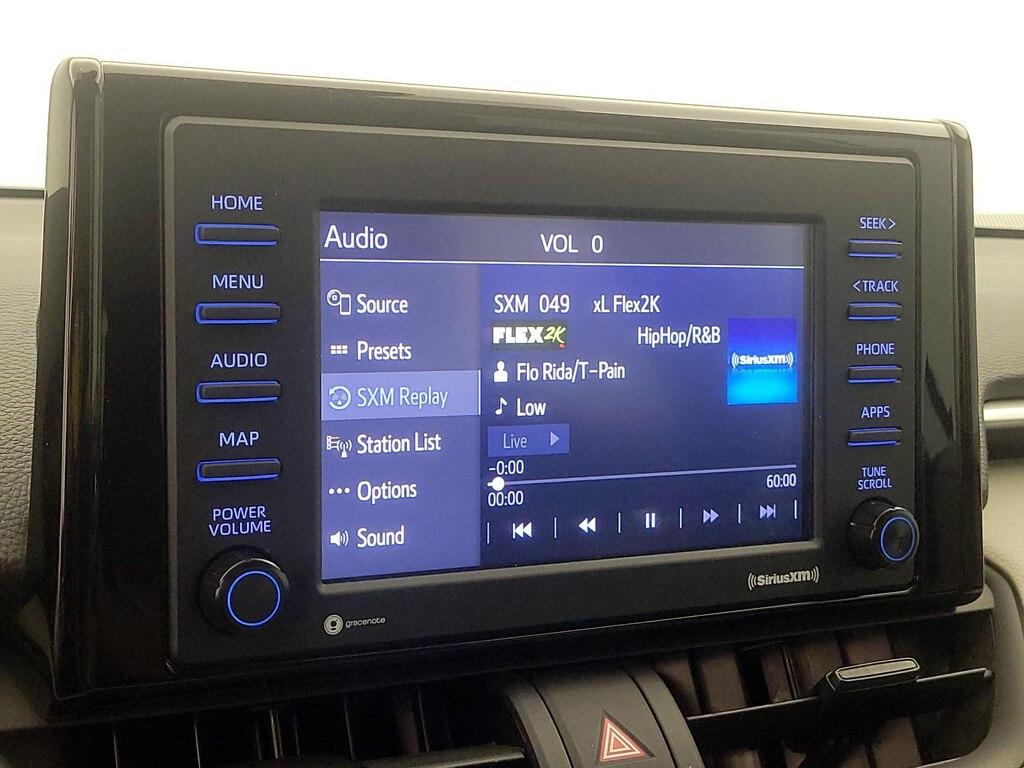 HOME
MENU
AUDIO
MAP
POWER
VOLUME
Audio
VOL 0
Source
Presets
SXM Replay
Station List
Options
Sound
SXM 049 xL Flex2K
FLEX2K
HipHop/R&B
((SiriusXM))
Flo Rida/T-Pain
Low
Live
-0:00
60:00
00:00
SEEK>
<TRACK
PHONE
APPS
TUNE
SCROLL
gracenote
((SiriusXM))